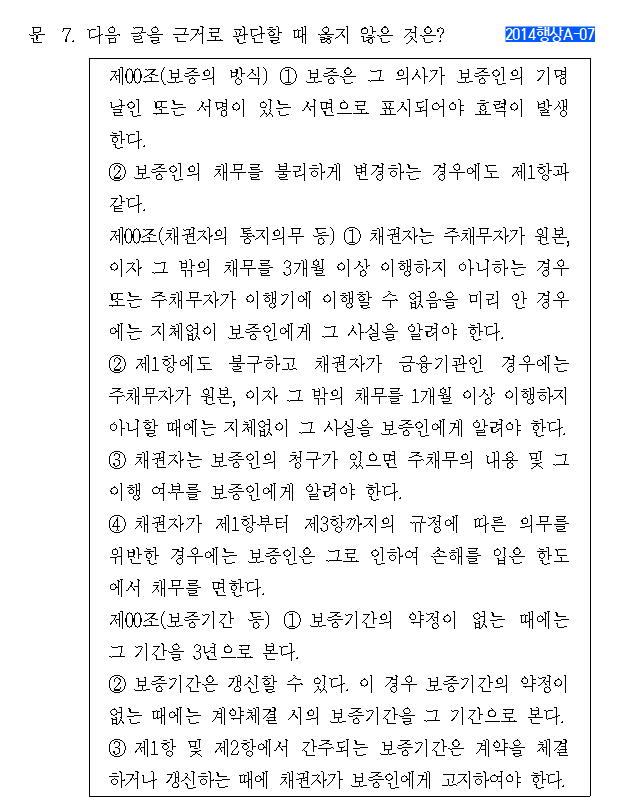 문 7. 다음 글을 근거로 판단할 때 옳지 않은 것은? 2014행상A-07
제00조(보증의 방식) ① 보증은 그 의사가 보증인의 기명
날인 또는 서명이 있는 서면으로 표시되어야 효력이 발생
한다.
② 보증인의 채무를 불리하게 변경하는 경우에도 제1항과
같다.
제00조(채권자의 통지의무 등) ① 채권자는 주채무자가 원본,
이자 그 밖의 채무를 3개월 이상 이행하지 아니하는 경우
또는 주채무자가 이행기에 이행할 수 없음을 미리 안 경우
에는 지체없이 보증인에게 그 사실을 알려야 한다.
② 제1항에도 불구하고 채권자가 금융기관인 경우에는
주채무자가 원본, 이자 그 밖의 채무를 1개월 이상 이행하지
아니할 때에는 지체없이 그 사실을 보증인에게 알려야 한다.
③ 채권자는 보증인의 청구가 있으면 주채무의 내용 및 그
이행 여부를 보증인에게 알려야 한다.
④ 채권자가 제1항부터 제3항까지의 규정에 따른 의무를
위반한 경우에는 보증인은 그로 인하여 손해를 입은 한도
에서 채무를 면한다.
제00조(보증기간 등) ① 보증기간의 약정이 없는 때에는
그 기간을 3년으로 본다.
② 보증기간은 갱신할 수 있다. 이 경우 보증기간의 약정이
없는 때에는 계약체결 시의 보증기간을 그 기간으로 본다.
③ 제1항 및 제2항에서 간주되는 보증기간은 계약을 체결
하거나 갱신하는 때에 채권자가 보증인에게 고지하여야 한다.